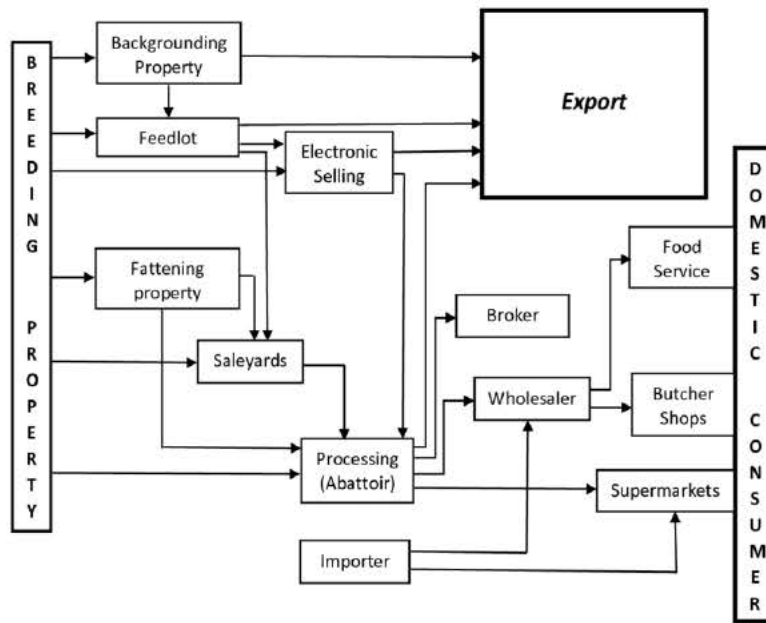 BREEDING PROPERTY
Backgrounding
Property
Export
Feedlot
Electronic
Selling
DOMESTIC CONSUMER
Food
Service
Fattening
property
Broker
Saleyards
Wholesaler
Butcher
Shops
Processing
(Abattoir)
Supermarkets
Importer